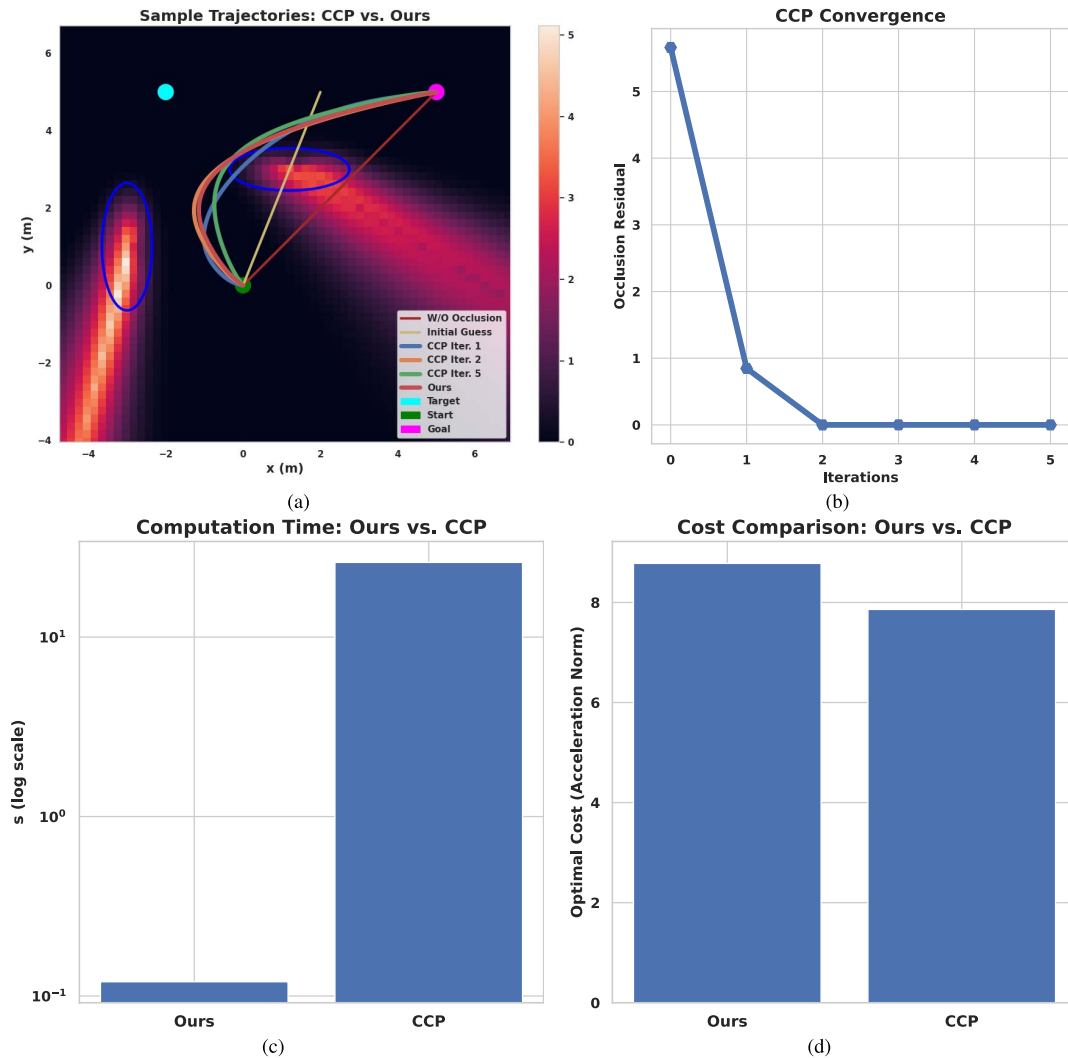 Sample Trajectories: CCP vs. Ours
6
4
2
0
−2
−4
y (m)
−4 −2 0 2 4 6
x (m)
W/O Occlusion
Initial Guess
CCP Iter. 1
CCP Iter. 2
CCP Iter. 5
Ours
Target
Start
Goal
5
4
3
2
1
0
(a)
CCP Convergence
5
4
3
2
1
0
Occlusion Residual
0 1 2 3 4 5
Iterations
(b)
Computation Time: Ours vs. CCP
10¹
10⁰
10⁻¹
s (log scale)
Ours CCP
(c)
Cost Comparison: Ours vs. CCP
8
6
4
2
0
Optimal Cost (Acceleration Norm)
Ours CCP
(d)